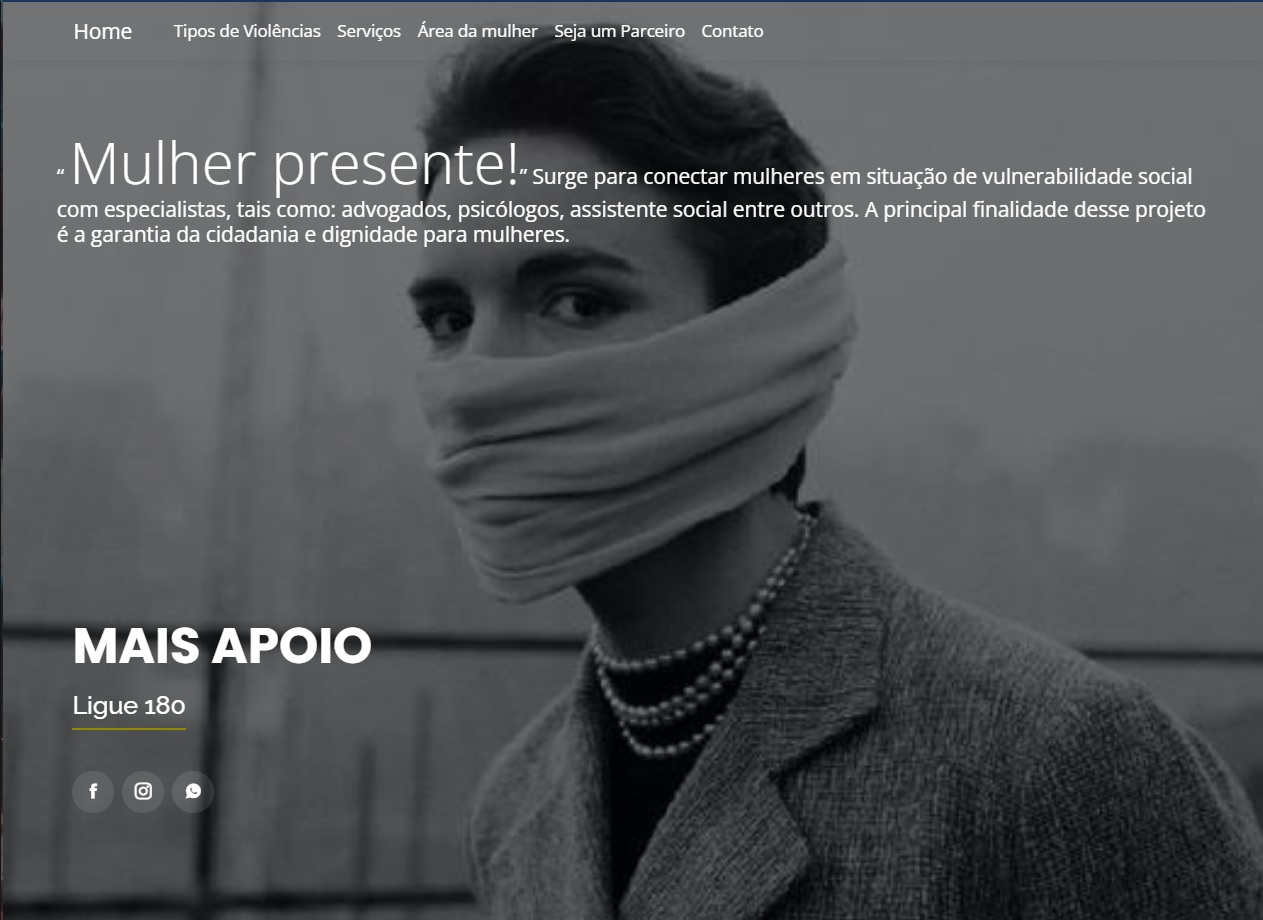 Home Tipos de Violências Serviços Área da mulher Seja um Parceiro Contato
“ Mulher presente!” Surge para conectar mulheres em situação de vulnerabilidade social
com especialistas, tais como: advogados, psicólogos, assistente social entre outros. A principal finalidade desse projeto
é a garantia da cidadania e dignidade para mulheres.
MAIS APOIO
Ligue 180